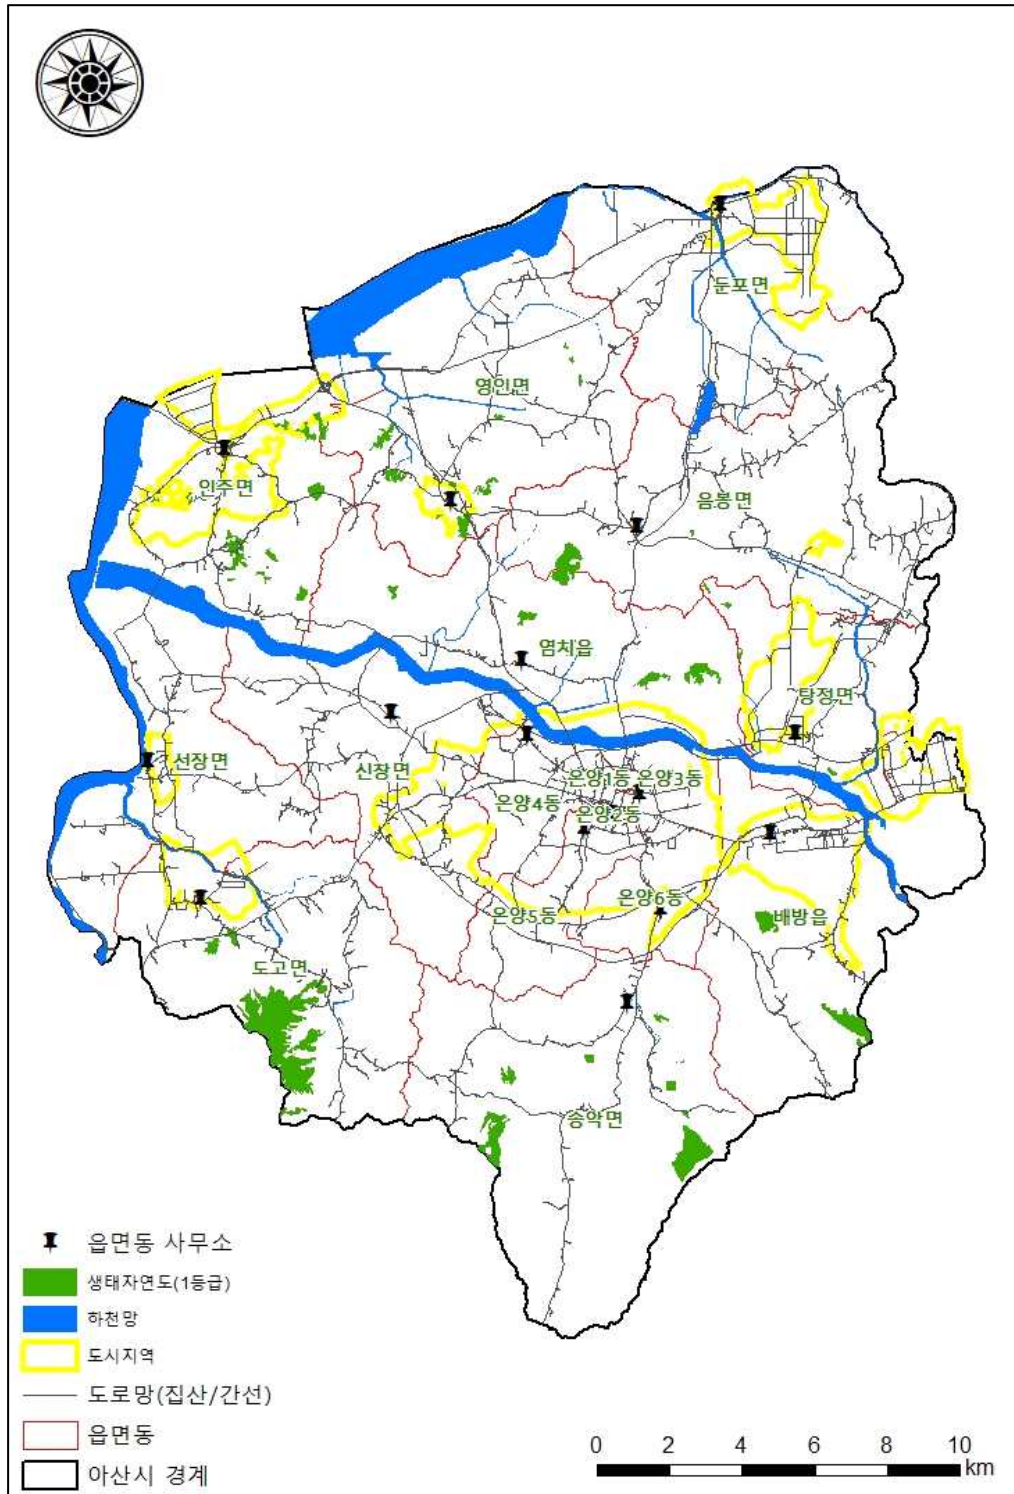 둔포면
영인면
인주면
음봉면
염치읍
탕정면
선장면
신창면
온양1동 온양3동
온양4동
온양2동
온양5동
온양6동
배방읍
도고면
송악면
읍면동 사무소
생태자연도(1등급)
하천망
도시지역
도로망(집산/간선)
읍면동
아산시 경계
0 2 4 6 8 10
km